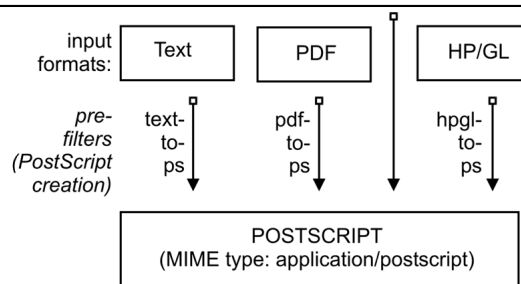 input
formats:
Text
PDF
HP/GL
pre-
filters
(PostScript
creation)
text-
to-
ps
pdf-
to-
ps
hpgl-
to-
ps
POSTSCRIPT
(MIME type: application/postscript)